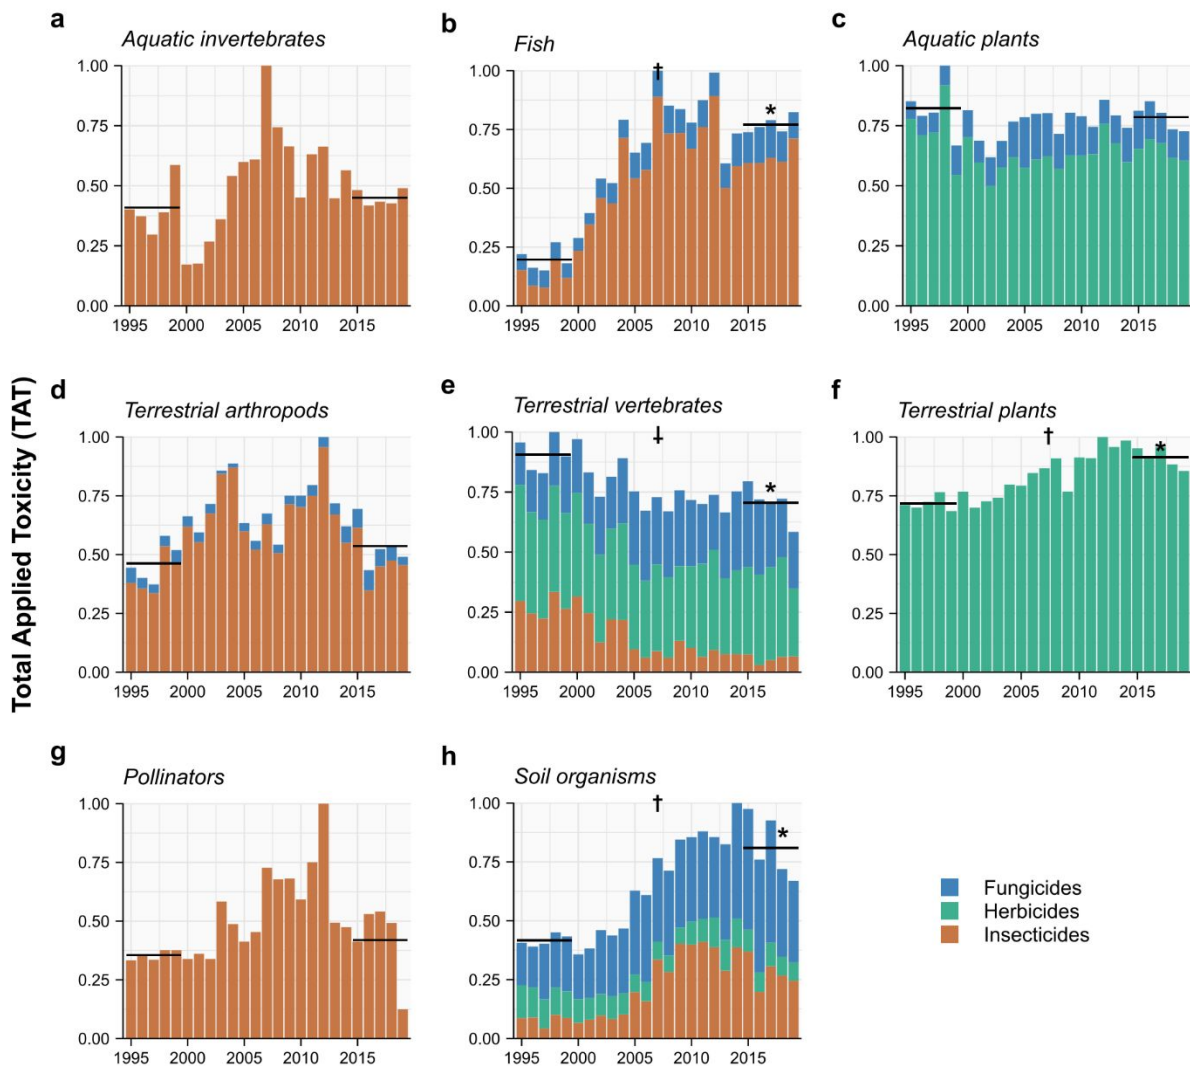 a
Aquatic invertebrates
1.00
0.75
0.50
0.25
0.00
1995 2000 2005 2010 2015
b
Fish
†
*
1.00
0.75
0.50
0.25
0.00
1995 2000 2005 2010 2015
c
Aquatic plants
1.00
0.75
0.50
0.25
0.00
1995 2000 2005 2010 2015
Total Applied Toxicity (TAT)
d
Terrestrial arthropods
1.00
0.75
0.50
0.25
0.00
1995 2000 2005 2010 2015
e
Terrestrial vertebrates
‡
*
1.00
0.75
0.50
0.25
0.00
1995 2000 2005 2010 2015
f
Terrestrial plants
†
*
1.00
0.75
0.50
0.25
0.00
1995 2000 2005 2010 2015
g
Pollinators
1.00
0.75
0.50
0.25
0.00
1995 2000 2005 2010 2015
h
Soil organisms
†
*
1.00
0.75
0.50
0.25
0.00
1995 2000 2005 2010 2015
Fungicides
Herbicides
Insecticides